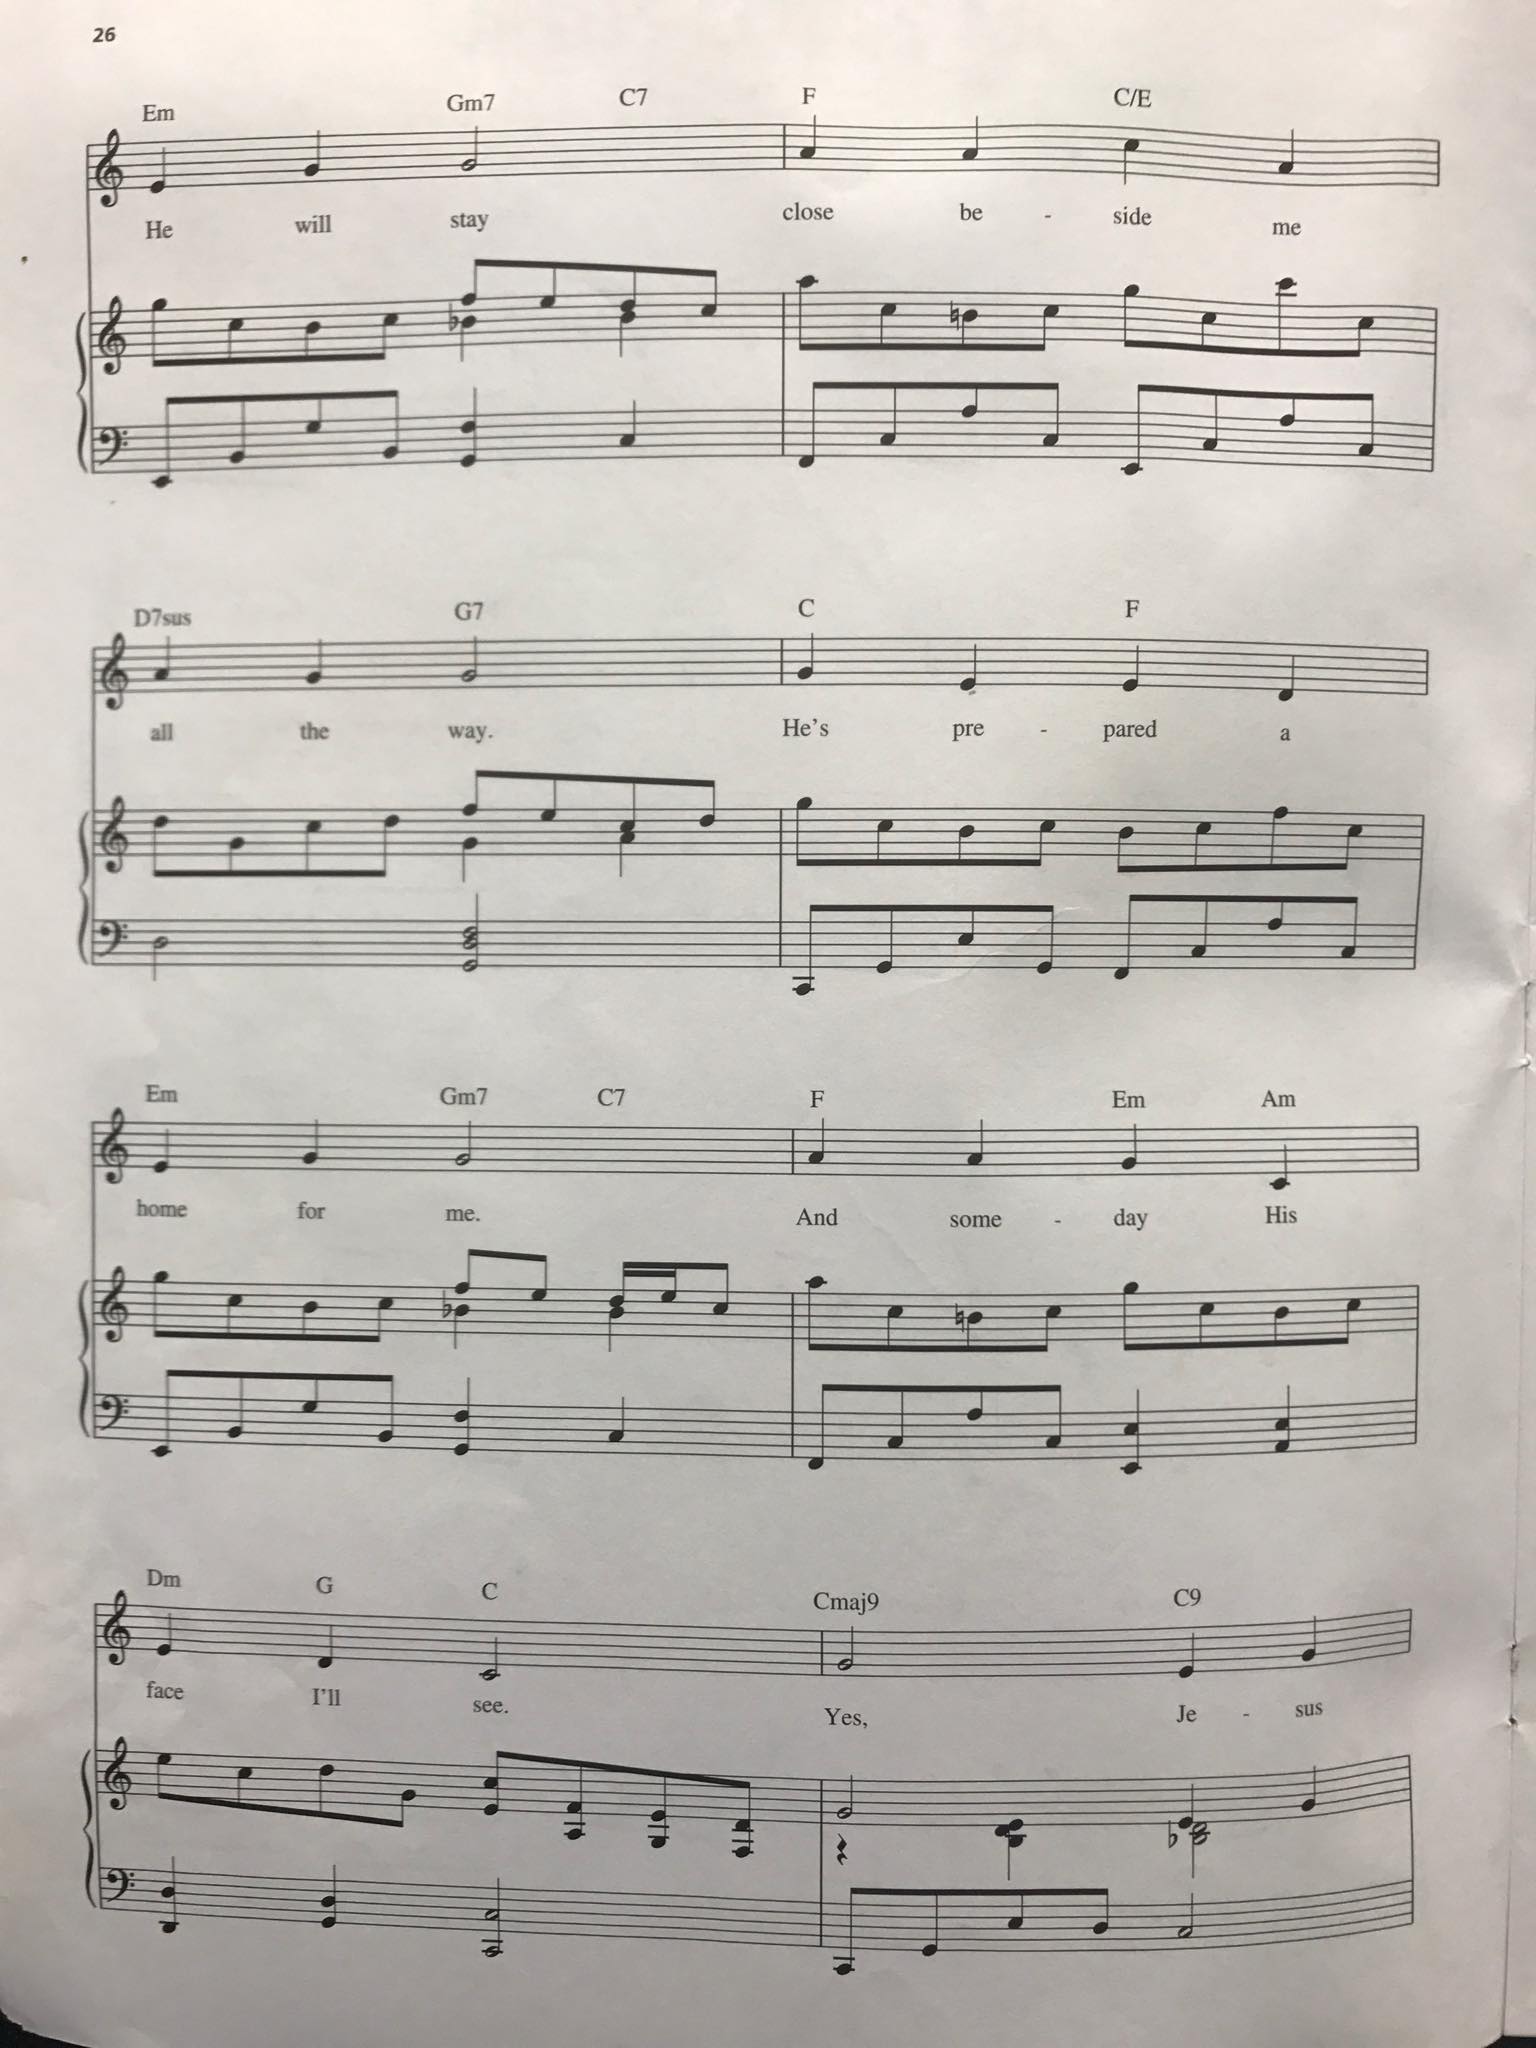 26
Em Gm7 C7 F C/E
He will stay close be - side me
D7sus G7 C F
all the way. He's pre - pared a
Em Gm7 C7 F Em Am
home for me. And some - day His
Dm G C Cmaj9 C9
face I'll see. Yes, Je - sus